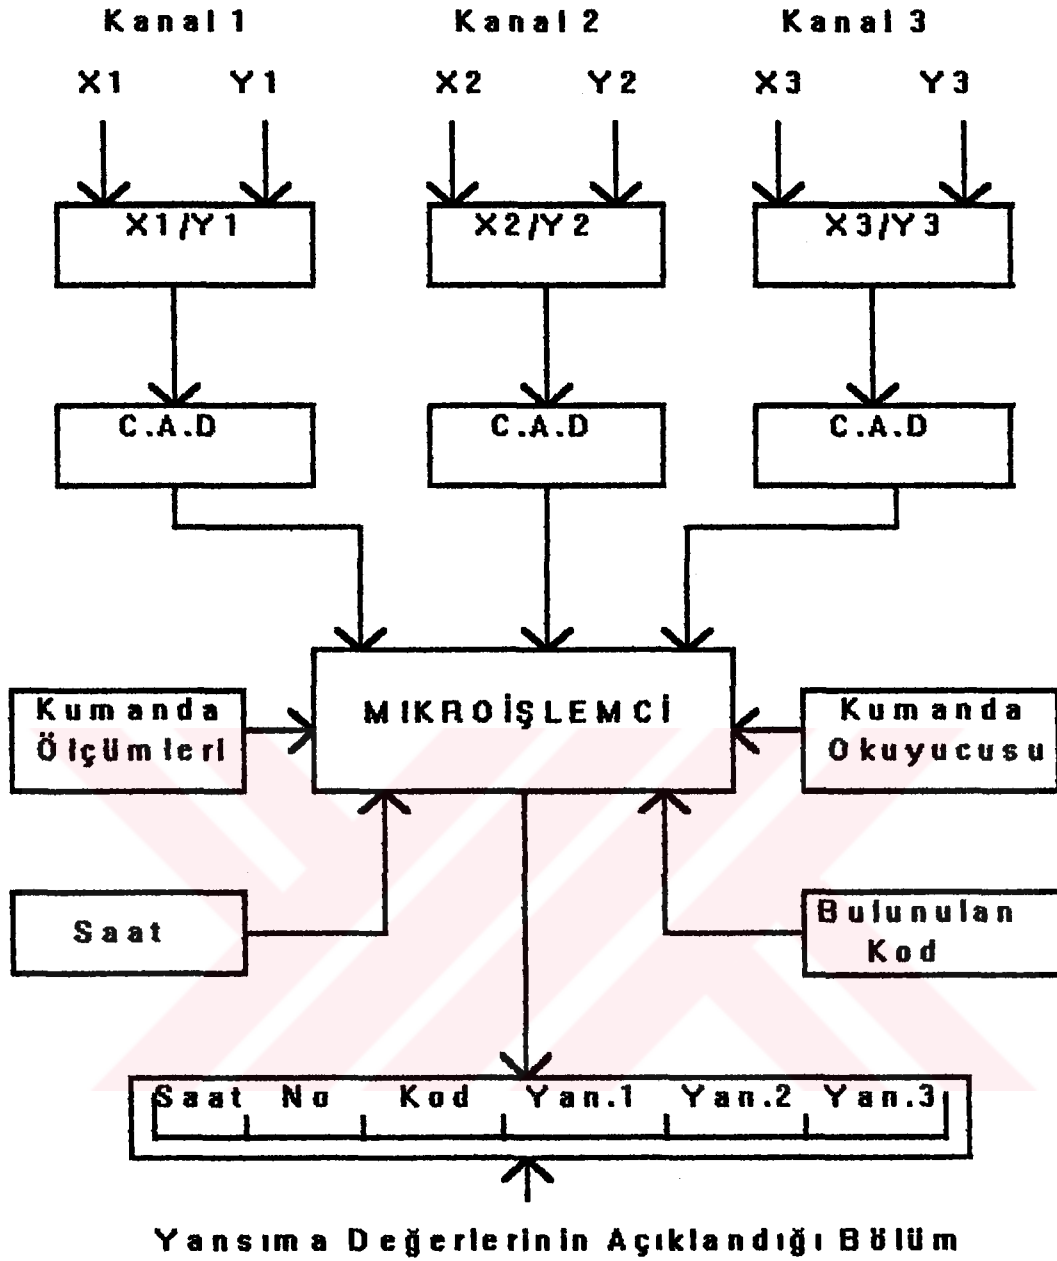 Kanal 1 Kanal 2 Kanal 3
X1 Y1 X2 Y2 X3 Y3
X1/Y1 X2/Y2 X3/Y3
C.A.D C.A.D C.A.D
MIKROİŞLEMCİ
Kumanda
Ölçümleri
Kumanda
Okuyucusu
Saat
Bulunulan
Kod
Saat No Kod Yan.1 Yan.2 Yan.3
Yansıma Değerlerinin Açıklandığı Bölüm